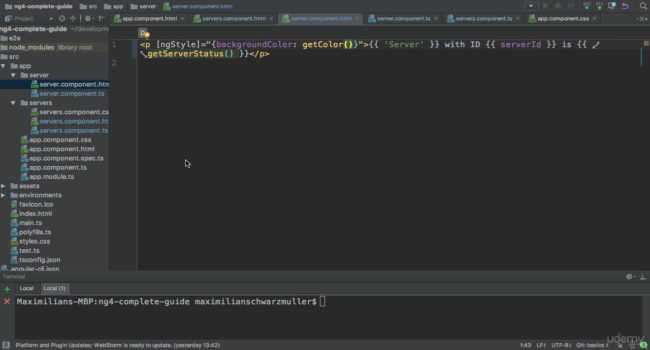 ng4-complete-guide src app server server.component.html
Project
app.component.html servers.component.html server.component.html server.component.ts servers.component.ts app.component.css
ng4-complete-guide ~/developm
e2e
node_modules library root
src
app
server
server.component.htm
server.component.ts
servers
servers.component.cs
servers.component.ht
servers.component.ts
app.component.css
app.component.html
app.component.spec.ts
app.component.ts
app.module.ts
assets
environments
favicon.ico
index.html
main.ts
polyfills.ts
styles.css
test.ts
tsconfig.json
.angular-cli.json
p
1 <p [ngStyle]="{backgroundColor: getColor()}">{{ 'Server' }} with ID {{ serverId }} is {{
getServerStatus() }}</p>
2
Terminal
Local Local (1)
Maximilians-MBP:ng4-complete-guide maximilianschwarzmuller$
Platform and Plugin Updates: WebStorm is ready to update. (yesterday 13:42) 1:43 LF÷ UTF-8÷ Git: basics÷
udemy